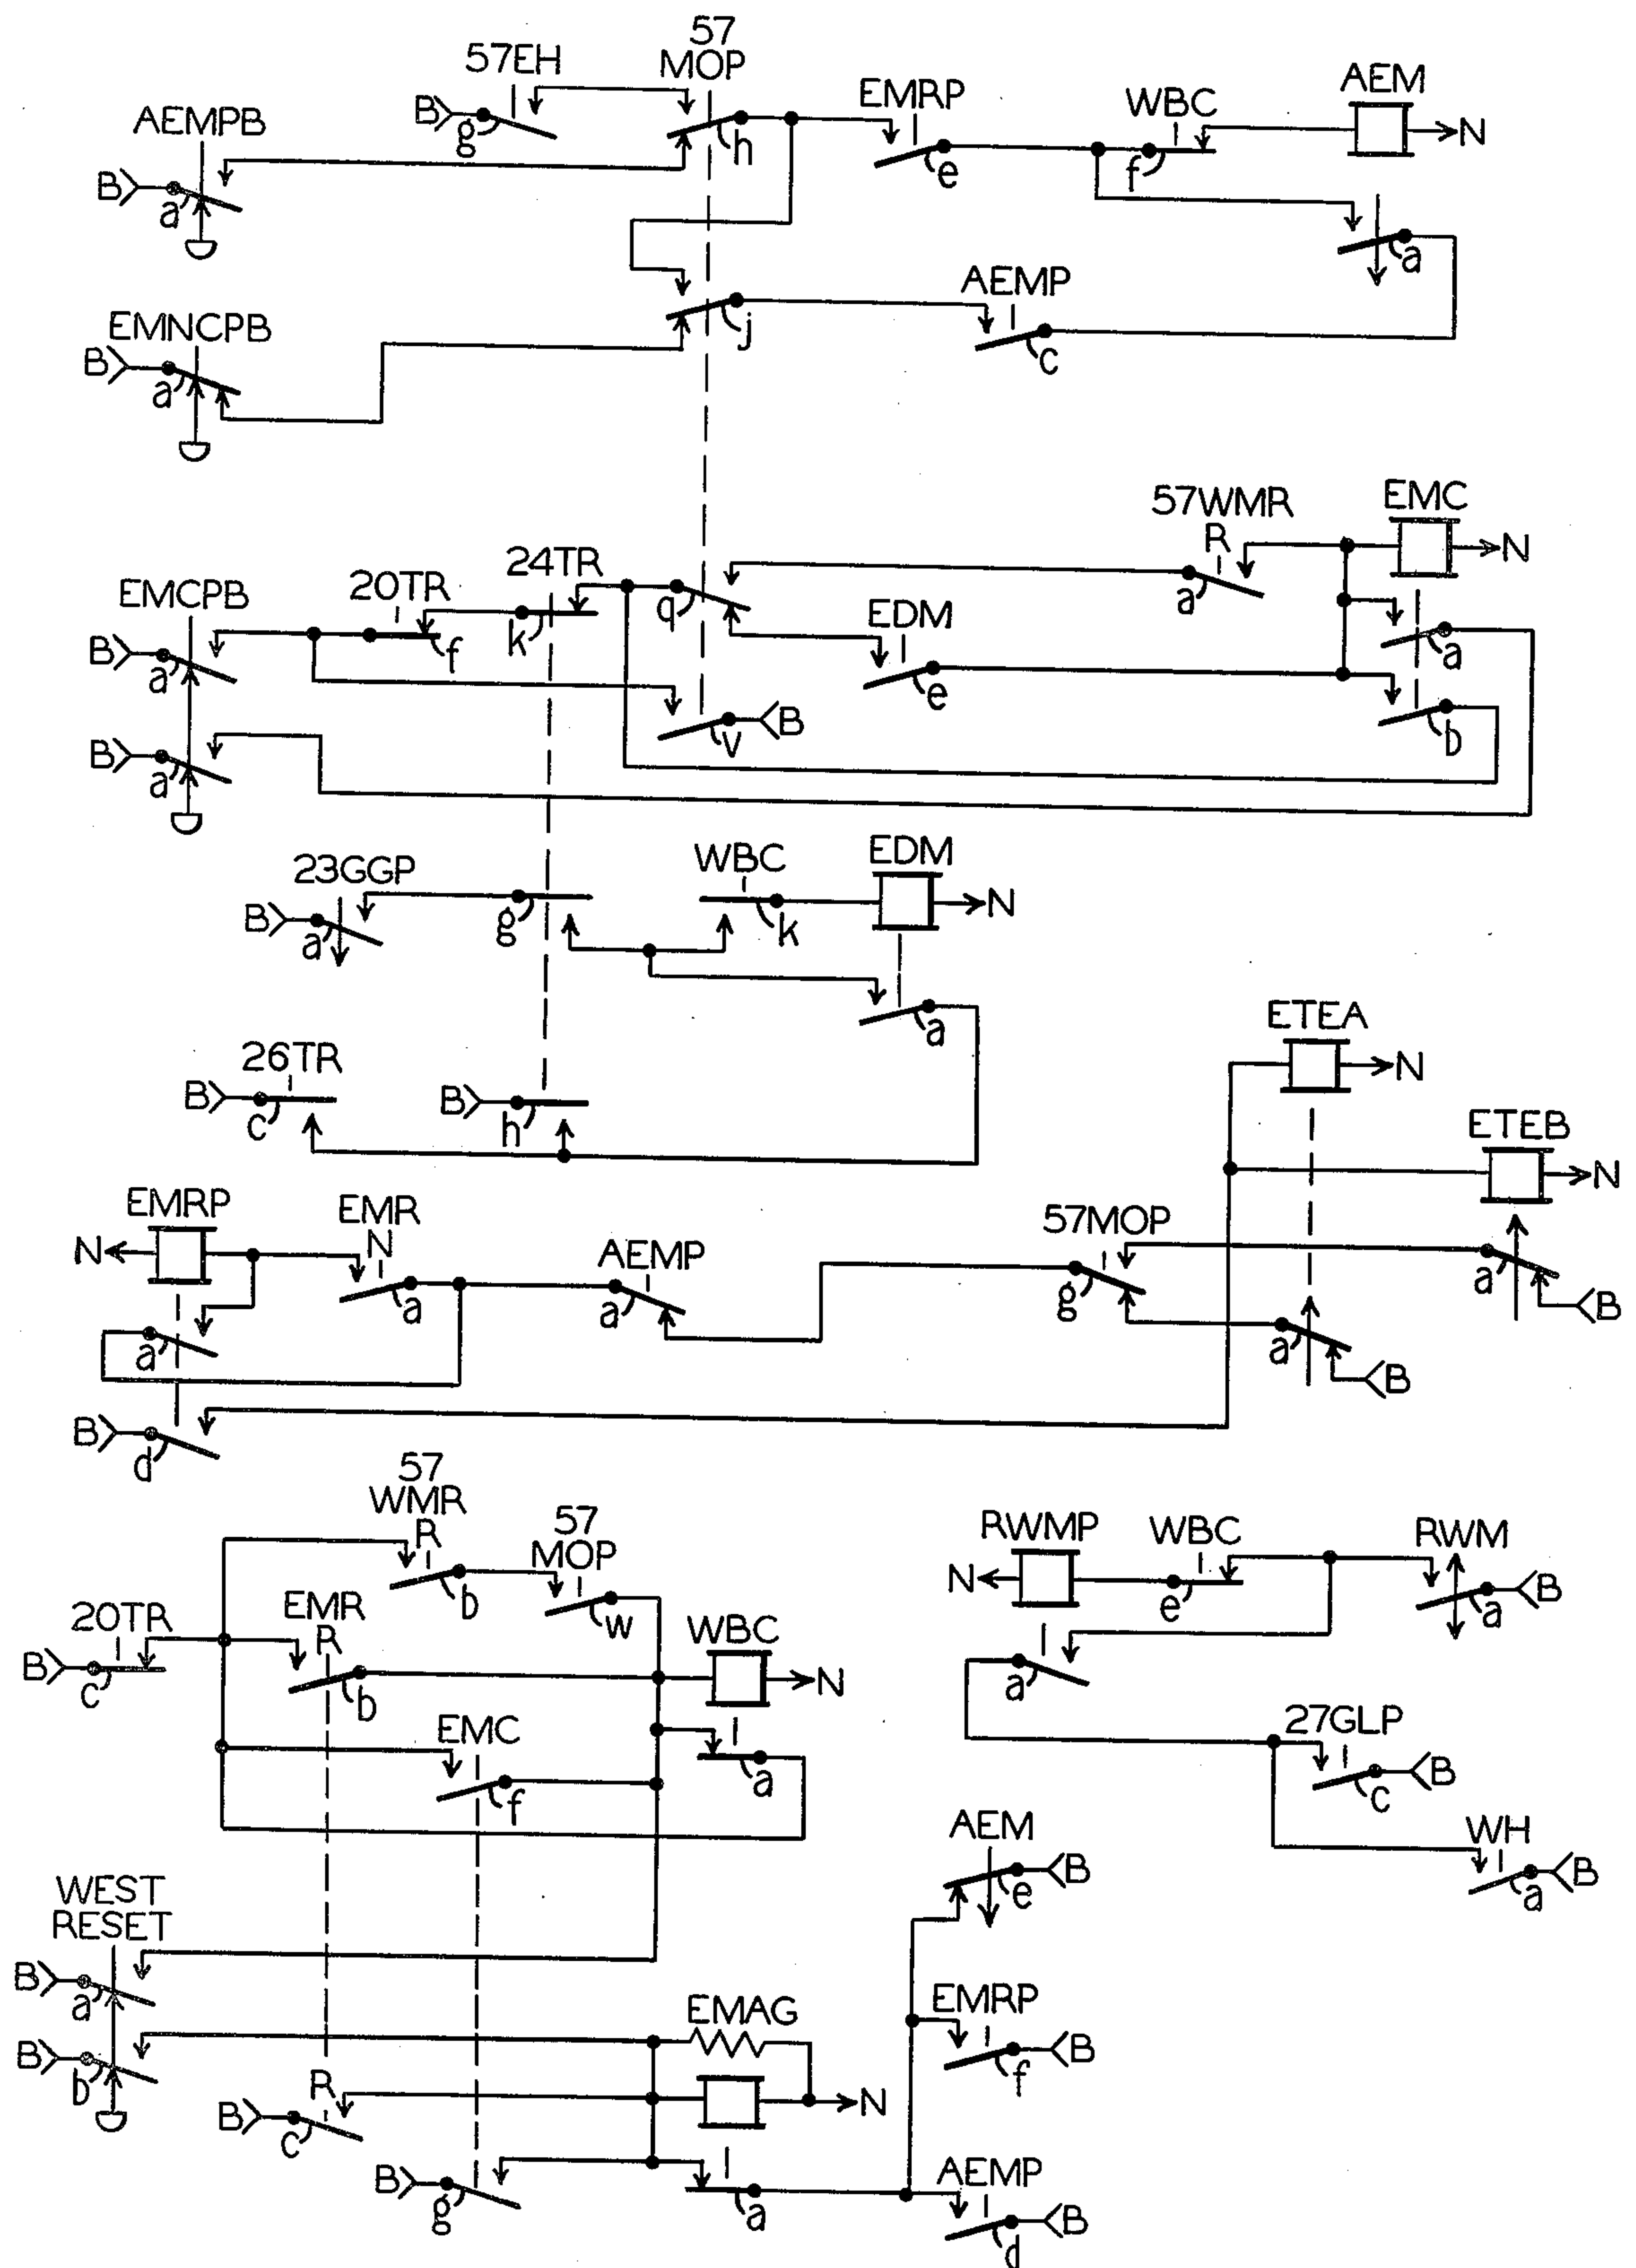 57
57EH MOP
EMRP
WBC
AEM
AEMPB
B g h e f N
B a a
AEMP
EMNCPB
B a j c
57WMR EMC
R N
24TR
20TR
EMCPB
B a f k q a
EDM
a
e
B a v B b
23GGP WBC EDM
B a g k N
a
ETEA
26TR N
B c B h
ETEB
N
EMRP EMR
N N
AEMP
57MOP
a a g a B
a a B
B d
57
WMR
R
57
MOP
RWMP WBC RWM
N e a B
b w
EMR
R
20TR
B c b
WBC
N
a
EMC
f a
27GLP
c B
AEM
e B
WH
a B
WEST
RESET
B a
B b
EMAG
EMRP
f B
R
B c N
AEMP
B g a d B